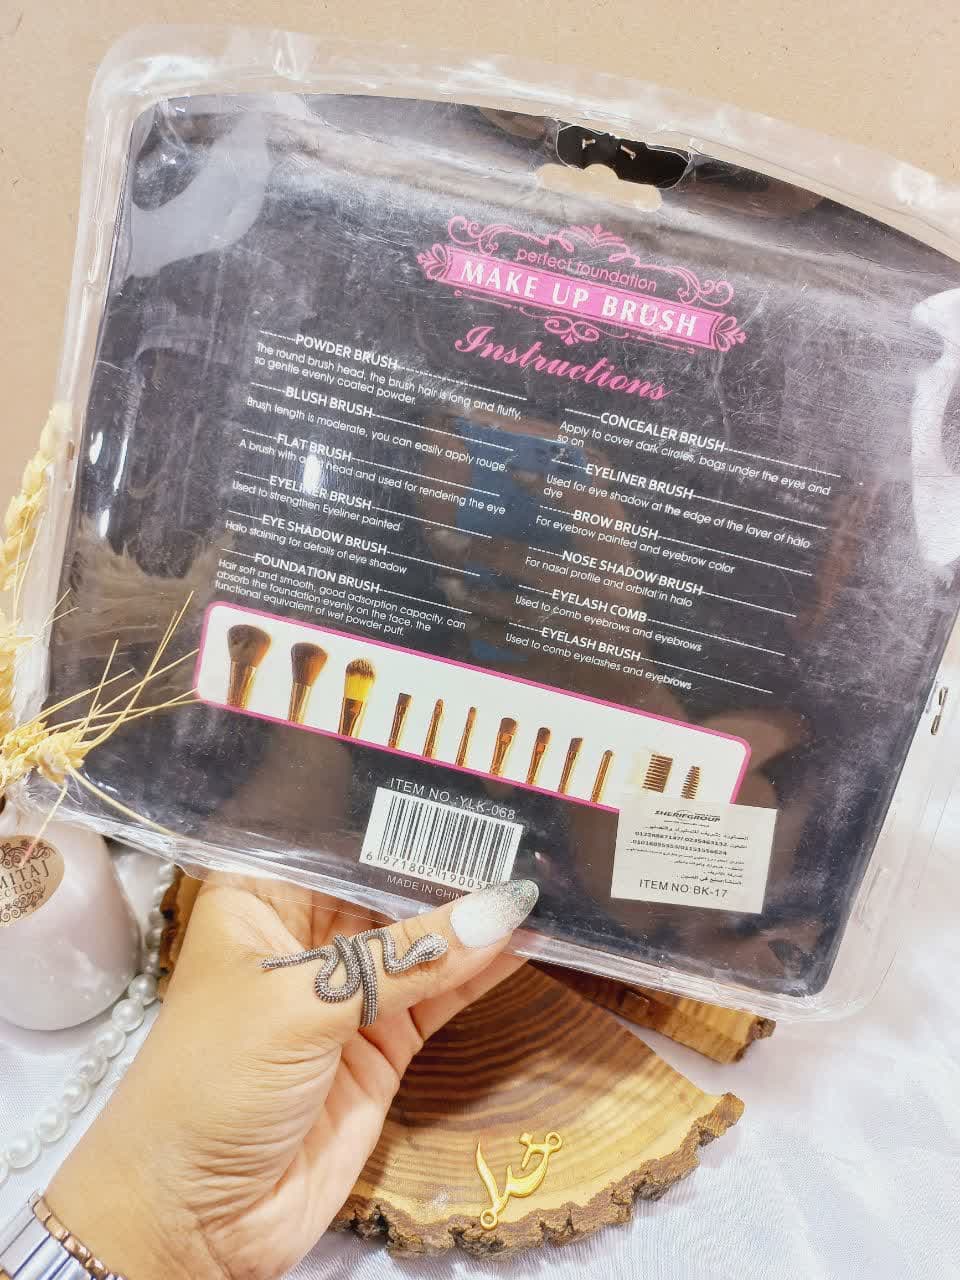 perfect foundation
MAKE UP BRUSH
Instructions
POWDER BRUSH
The round brush head, the brush hair is long and fluffy,
so gentle evenly coated powder.
BLUSH BRUSH
Brush length is moderate, you can easily apply rouge.
FLAT BRUSH
A brush with a head and used for rendering the eye
EYELINER BRUSH
Used to strengthen Eyeliner painted
EYE SHADOW BRUSH
Halo staining for details of eye shadow
FOUNDATION BRUSH
Hair soft and smooth, good adsorption capacity, can
absorb the foundation evenly on the face, the
functional equivalent of wet powder puff.
CONCEALER BRUSH
Apply to cover dark circles, bags under the eyes and
so on
EYELINER BRUSH
Used for eye shadow at the edge of the layer of halo
dye
BROW BRUSH
For eyebrow painted and eyebrow color
NOSE SHADOW BRUSH
For nasal profile and orbital in halo
EYELASH COMB
Used to comb eyebrows and eyebrows
EYELASH BRUSH
Used to comb eyelashes and eyebrows
ITEM NO.:YLK-068
6 971802 19005
MADE IN CHIN
SHERIFGROUP
ITEM NO:BK-17
MITAJ